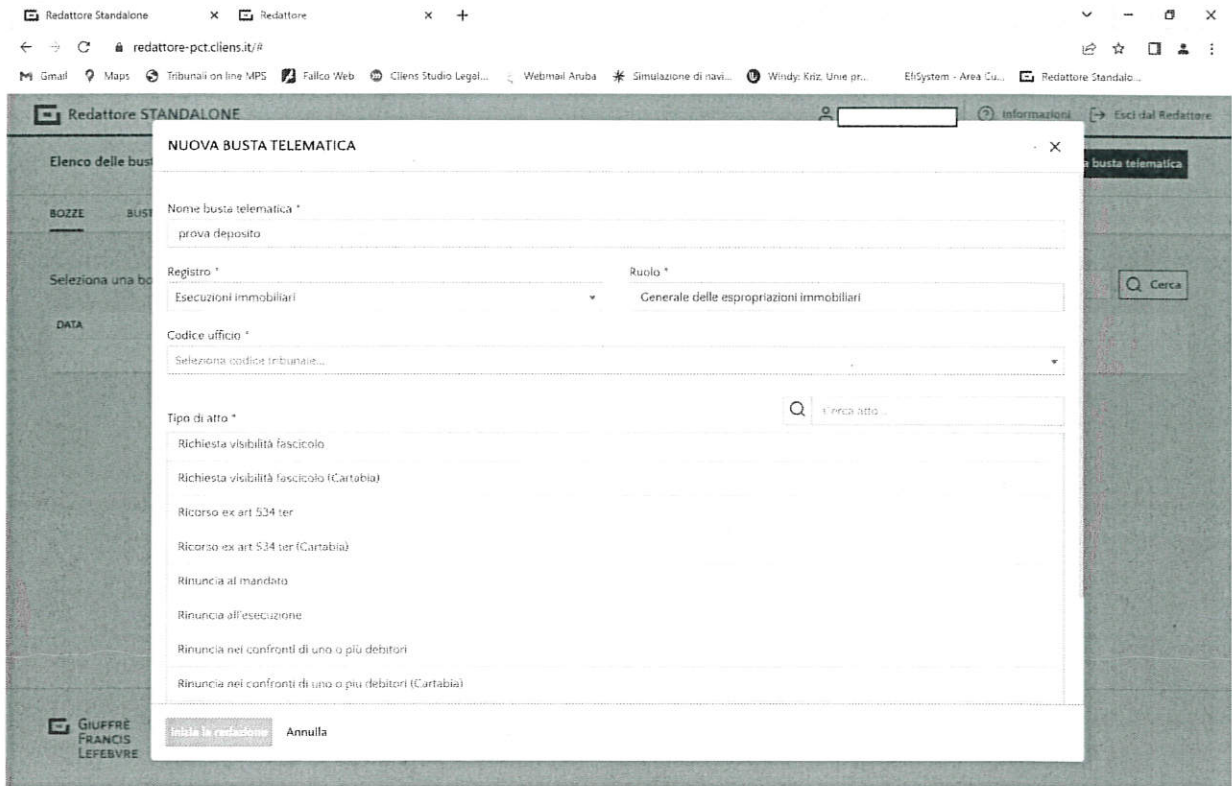 Redattore Standalone
Redattore
redattore-pct.cliens.it/#
Gmail
Maps
Tribunali on line MPS
Fallco Web
Cliens Studio Legal...
Webmail Aruba
Simulazione di navi...
Windy: Kriz, Unie pr...
EfiSystem - Area Cu...
Redattore Standalo...
Redattore STANDALONE
Informazioni
Esci dal Redattore
Elenco delle bust
a busta telematica
NUOVA BUSTA TELEMATICA
BOZZE
BUST
Nome busta telematica *
prova deposito
Seleziona una bo
Cerca
Registro *
Ruolo *
Esecuzioni immobiliari
Generale delle espropriazioni immobiliari
DATA
Codice ufficio *
Seleziona codice tribunale...
Tipo di atto *
Cerca atto...
Richiesta visibilità fascicolo
Richiesta visibilità fascicolo (Cartabia)
Ricorso ex art 534 ter
Ricorso ex art 534 ter (Cartabia)
Rinuncia al mandato
Rinuncia all'esecuzione
Rinuncia nei confronti di uno o più debitori
Rinuncia nei confronti di uno o piu debitori (Cartabia)
Inizia la redazione
Annulla
GIUFFRÈ
FRANCIS
LEFEBVRE